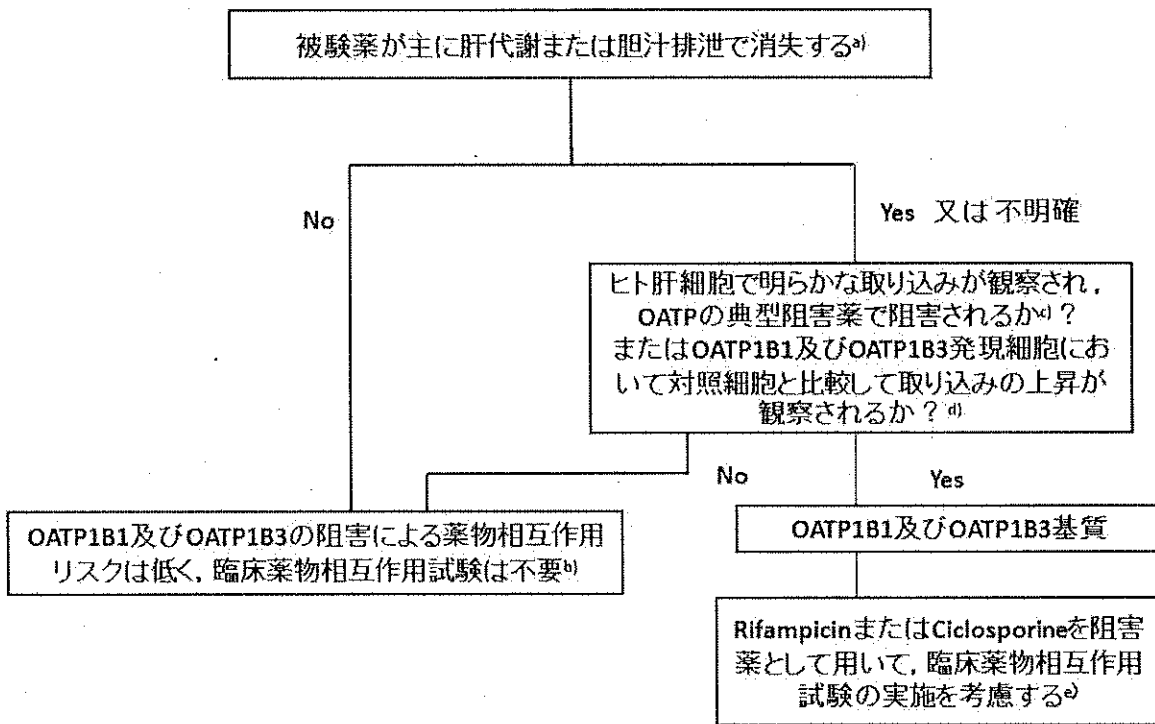 被験薬が主に肝代謝または胆汁排泄で消失するa)
No
Yes 又は不明確
ヒト肝細胞で明らかな取り込みが観察され，
OATPの典型阻害薬で阻害されるかc)？
またはOATP1B1及びOATP1B3発現細胞にお
いて対照細胞と比較して取り込みの上昇が
観察されるか？d)
No
Yes
OATP1B1及びOATP1B3の阻害による薬物相互作用
リスクは低く，臨床薬物相互作用試験は不要b)
OATP1B1及びOATP1B3基質
RifampicinまたはCiclosporineを阻害
薬として用いて，臨床薬物相互作用
試験の実施を考慮するe)